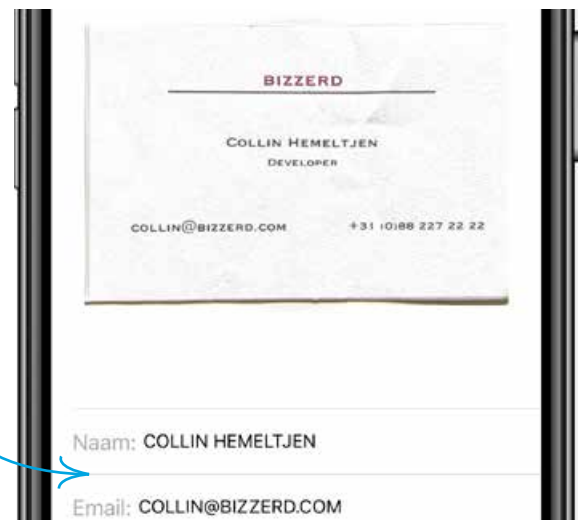 BIZZERD
COLLIN HEMELTJEN
DEVELOPER
COLLIN@BIZZERD.COM +31 (0)88 227 22 22
Naam: COLLIN HEMELTJEN
Email: COLLIN@BIZZERD.COM